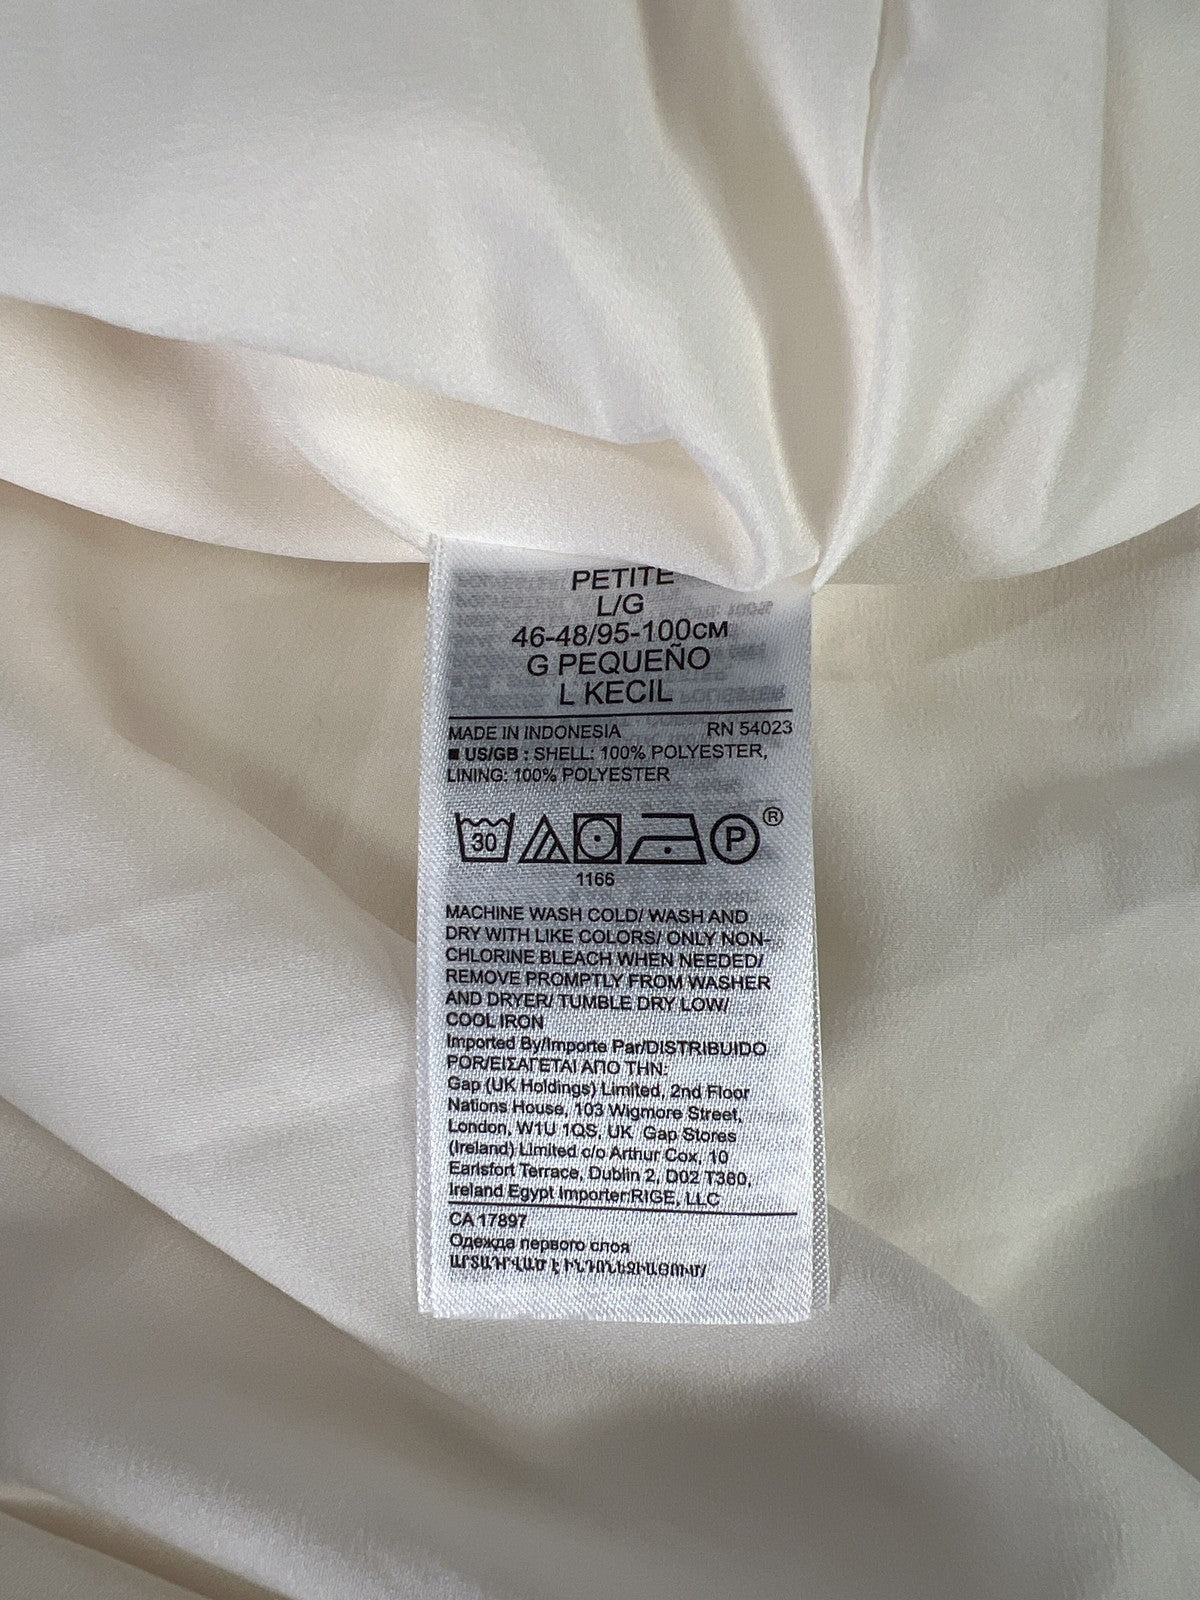 PETITE
L/G
46-48/95-100см
G PEQUEÑO
L KECIL
MADE IN INDONESIA RN 54023
■ US/GB : SHELL: 100% POLYESTER,
LINING: 100% POLYESTER
30 P ®
1166
MACHINE WASH COLD/ WASH AND
DRY WITH LIKE COLORS/ ONLY NON-
CHLORINE BLEACH WHEN NEEDED/
REMOVE PROMPTLY FROM WASHER
AND DRYER/ TUMBLE DRY LOW/
COOL IRON
Imported By/Importe Par/DISTRIBUIDO
POR/ΕΙΣΑΓΕΤΑΙ ΑΠΟ ΤΗΝ:
Gap (UK Holdings) Limited, 2nd Floor
Nations House, 103 Wigmore Street,
London, W1U 1QS, UK Gap Stores
(Ireland) Limited c/o Arthur Cox, 10
Earlsfort Terrace, Dublin 2, D02 T380,
Ireland Egypt Importer:RIGE, LLC
CA 17897
Одежда первого слоя
ԱՐՏԱԴՐՎԱԾ Է ԻՆԴՈՆԵԶԻԱՅՈՒՄ/